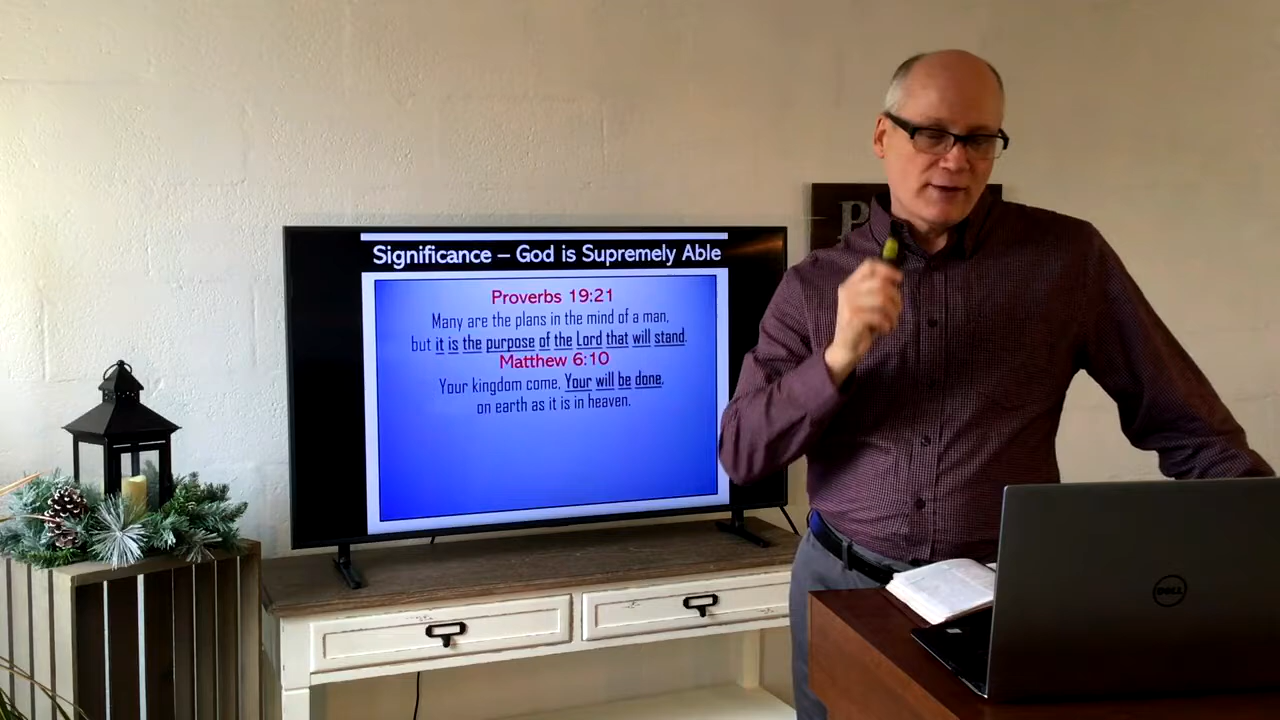 Significance – God is Supremely Able
Proverbs 19:21
Many are the plans in the mind of a man,
but it is the purpose of the Lord that will stand.
Matthew 6:10
Your kingdom come, Your will be done,
on earth as it is in heaven.
P
DELL